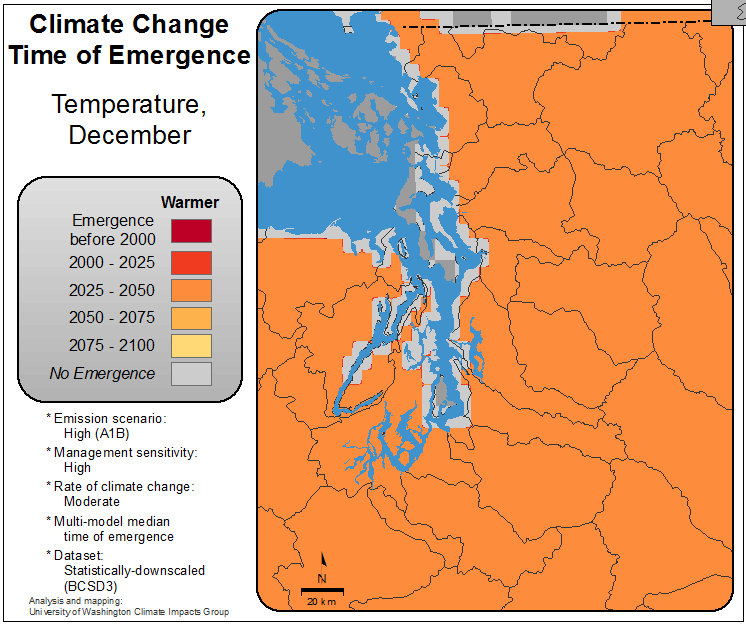 Climate Change
Time of Emergence
Temperature,
December
Warmer
Emergence
before 2000
2000 - 2025
2025 - 2050
2050 - 2075
2075 - 2100
No Emergence
* Emission scenario:
High (A1B)
* Management sensitivity:
High
* Rate of climate change:
Moderate
* Multi-model median
time of emergence
* Dataset:
Statistically-downscaled
(BCSD3)
Analysis and mapping:
University of Washington Climate Impacts Group
N
20 km